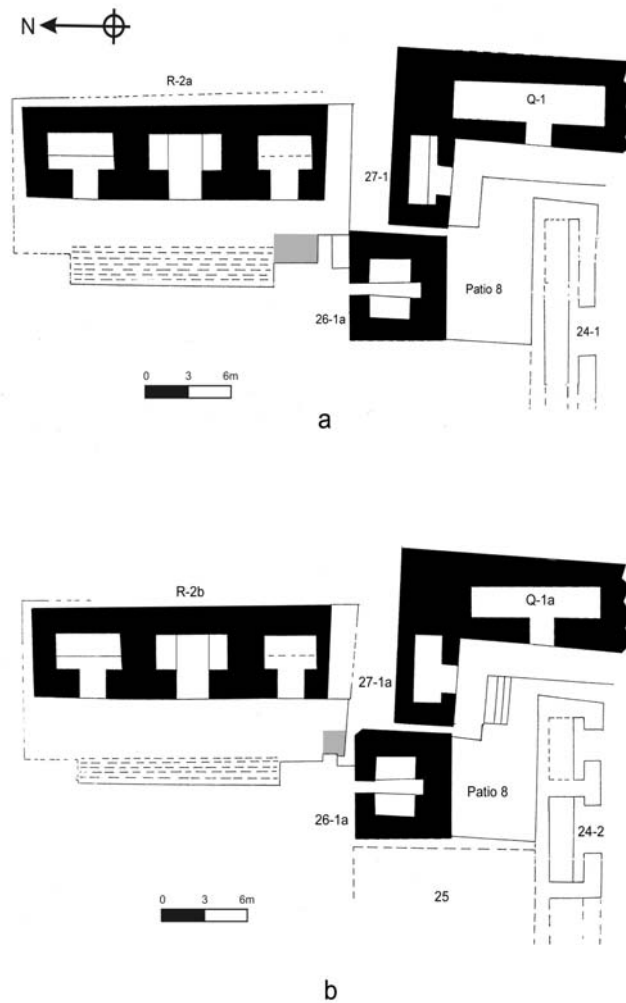 N
R-2a
Q-1
27-1
Patio 8
26-1a
24-1
0 3 6m
a
R-2b
Q-1a
27-1a
Patio 8
26-1a
24-2
25
0 3 6m
b